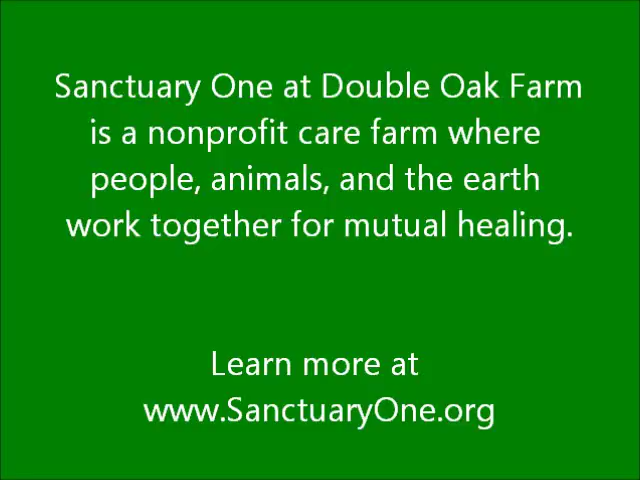 Sanctuary One at Double Oak Farm
is a nonprofit care farm where
people, animals, and the earth
work together for mutual healing.
Learn more at
www.SanctuaryOne.org